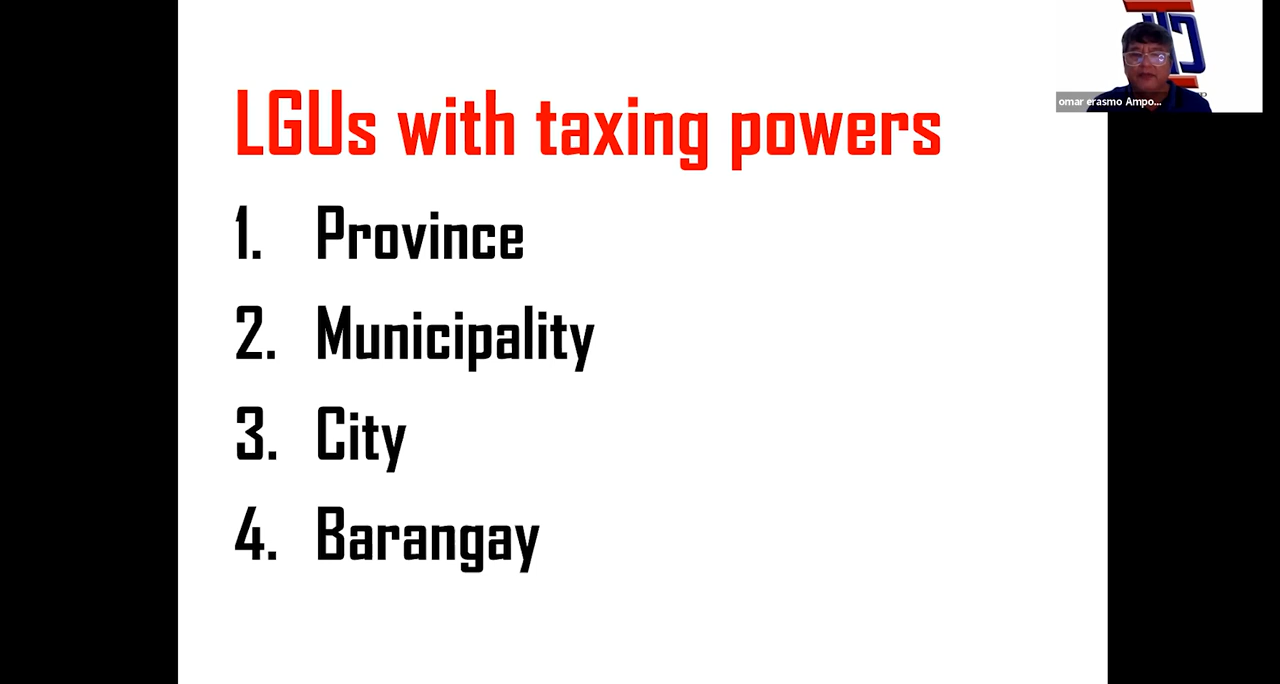 LGUs with taxing powers
1. Province
2. Municipality
3. City
4. Barangay
omar erasmo Ampo...